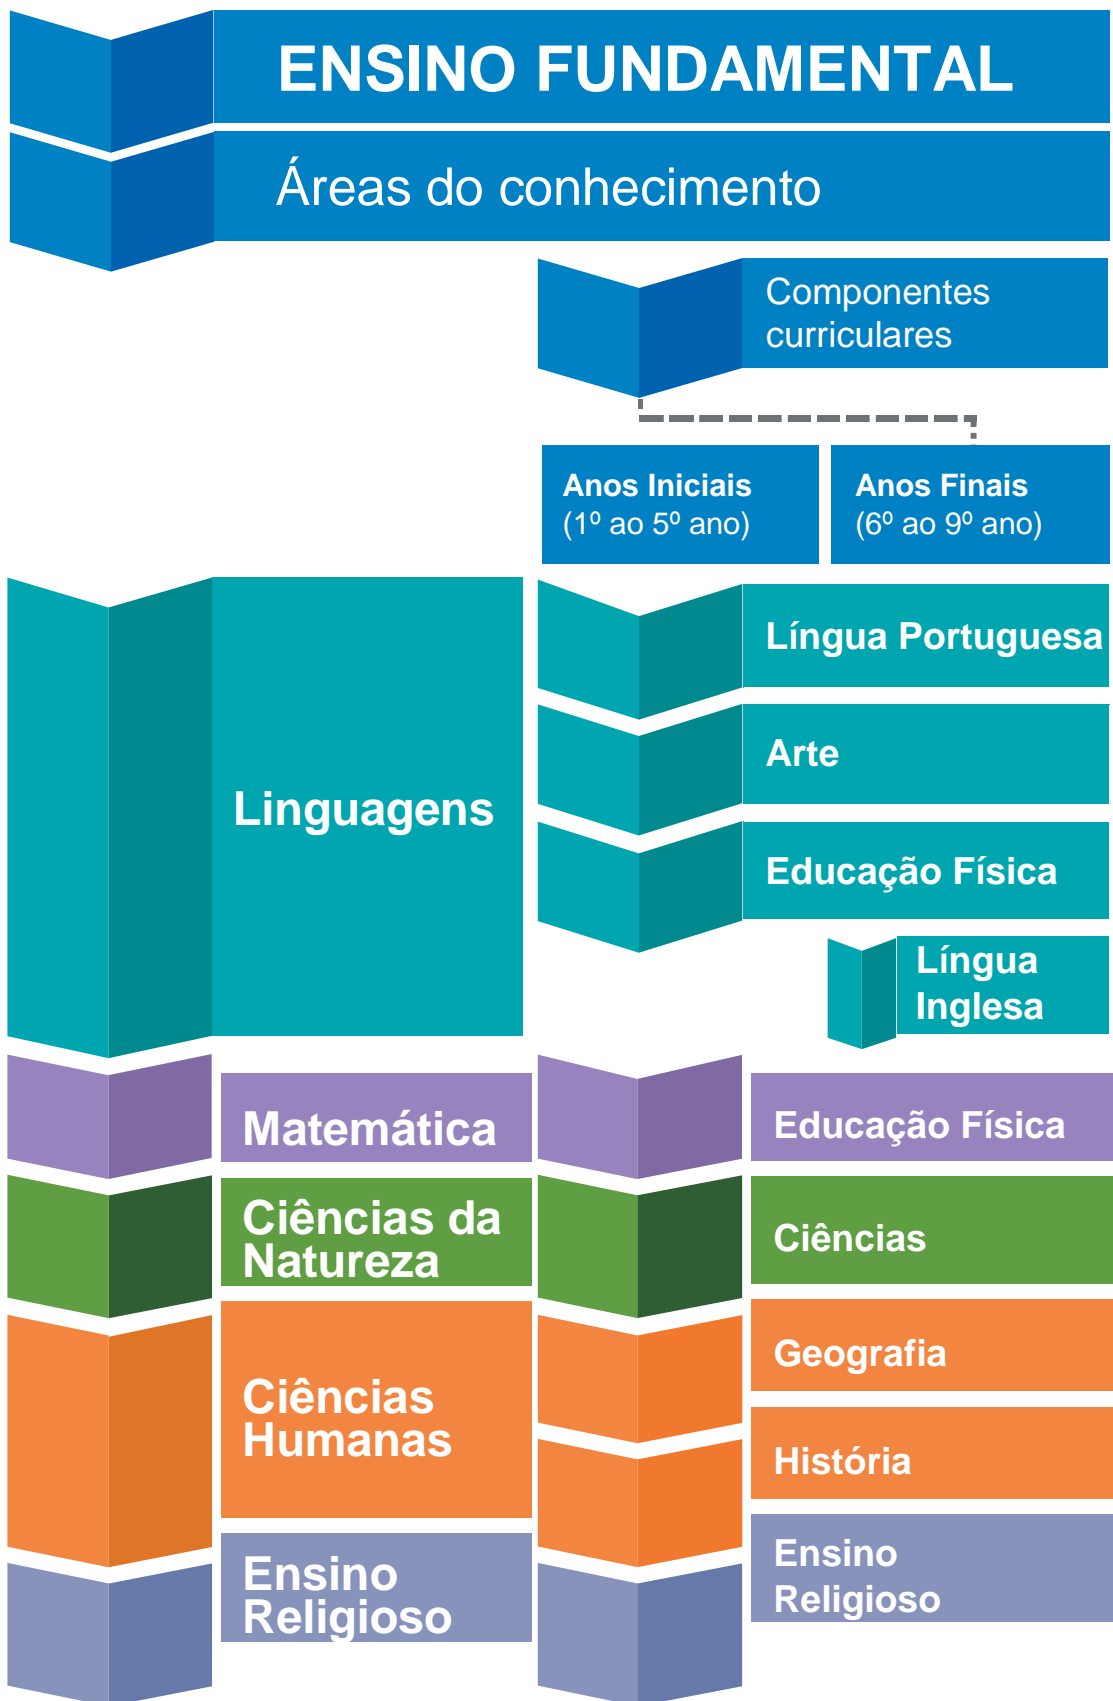 ENSINO FUNDAMENTAL
Áreas do conhecimento
Componentes
curriculares
Anos Iniciais
(1º ao 5º ano)
Anos Finais
(6º ao 9º ano)
Linguagens
Língua Portuguesa
Arte
Educação Física
Língua
Inglesa
Matemática
Educação Física
Ciências da
Natureza
Ciências
Ciências
Humanas
Geografia
História
Ensino
Religioso
Ensino
Religioso